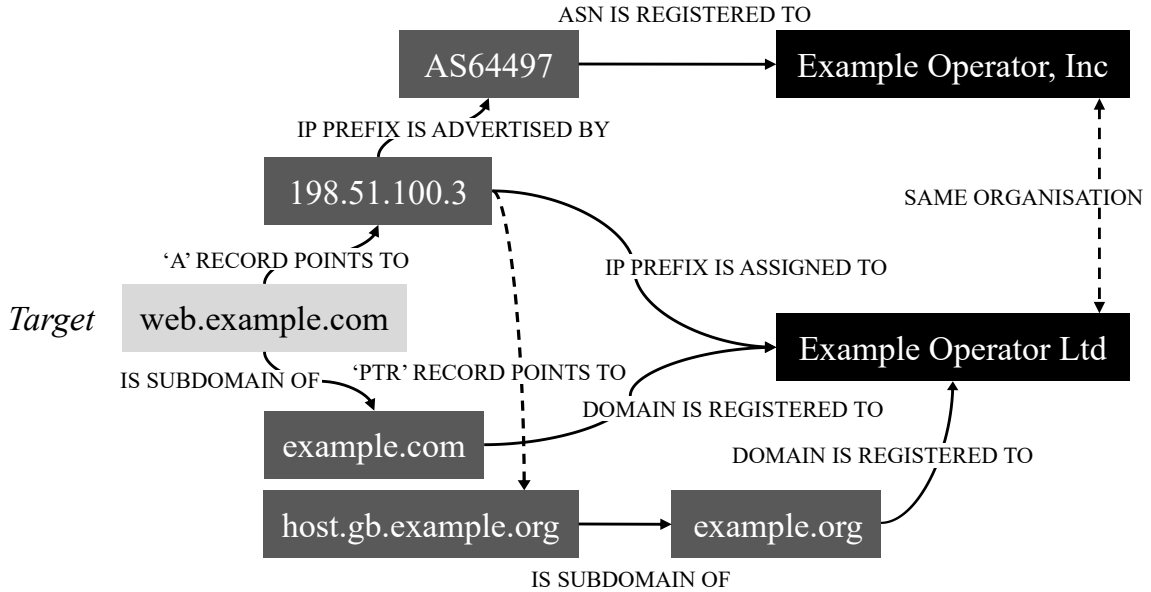 ASN IS REGISTERED TO
AS64497
Example Operator, Inc
IP PREFIX IS ADVERTISED BY
198.51.100.3
SAME ORGANISATION
‘A’ RECORD POINTS TO
IP PREFIX IS ASSIGNED TO
Target
web.example.com
Example Operator Ltd
IS SUBDOMAIN OF
‘PTR’ RECORD POINTS TO
DOMAIN IS REGISTERED TO
example.com
DOMAIN IS REGISTERED TO
host.gb.example.org
example.org
IS SUBDOMAIN OF